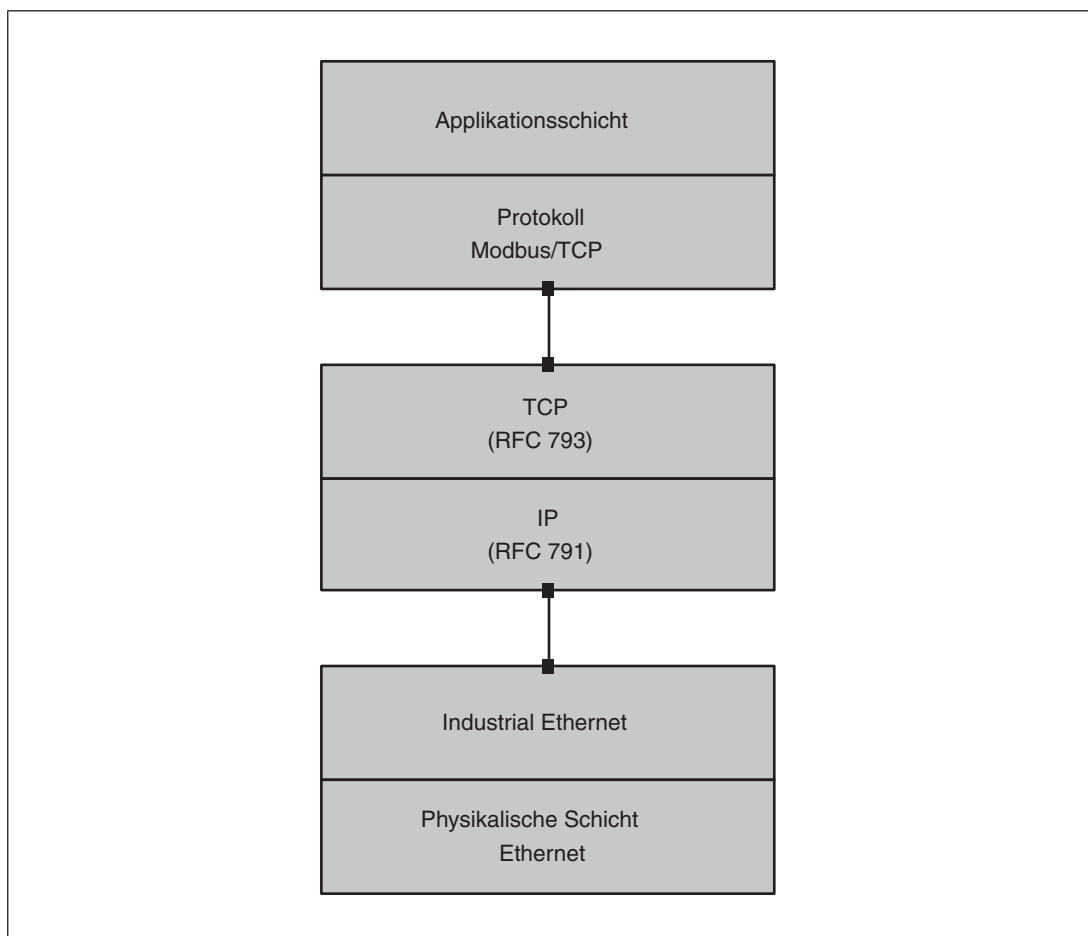 Applikationsschicht
Protokoll
Modbus/TCP
TCP
(RFC 793)
IP
(RFC 791)
Industrial Ethernet
Physikalische Schicht
Ethernet